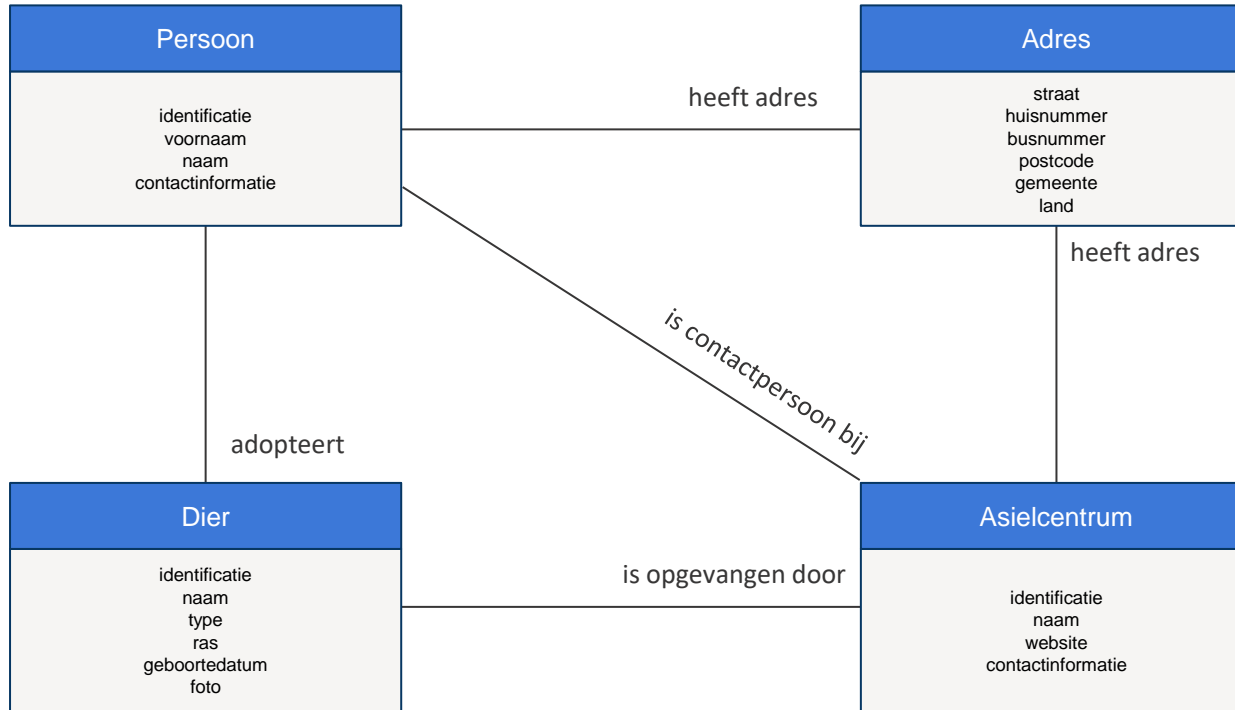 Persoon
identificatie
voornaam
naam
contactinformatie
heeft adres
Adres
straat
huisnummer
busnummer
postcode
gemeente
land
heeft adres
is contactpersoon bij
adopteert
Dier
identificatie
naam
type
ras
geboortedatum
foto
is opgevangen door
Asielcentrum
identificatie
naam
website
contactinformatie